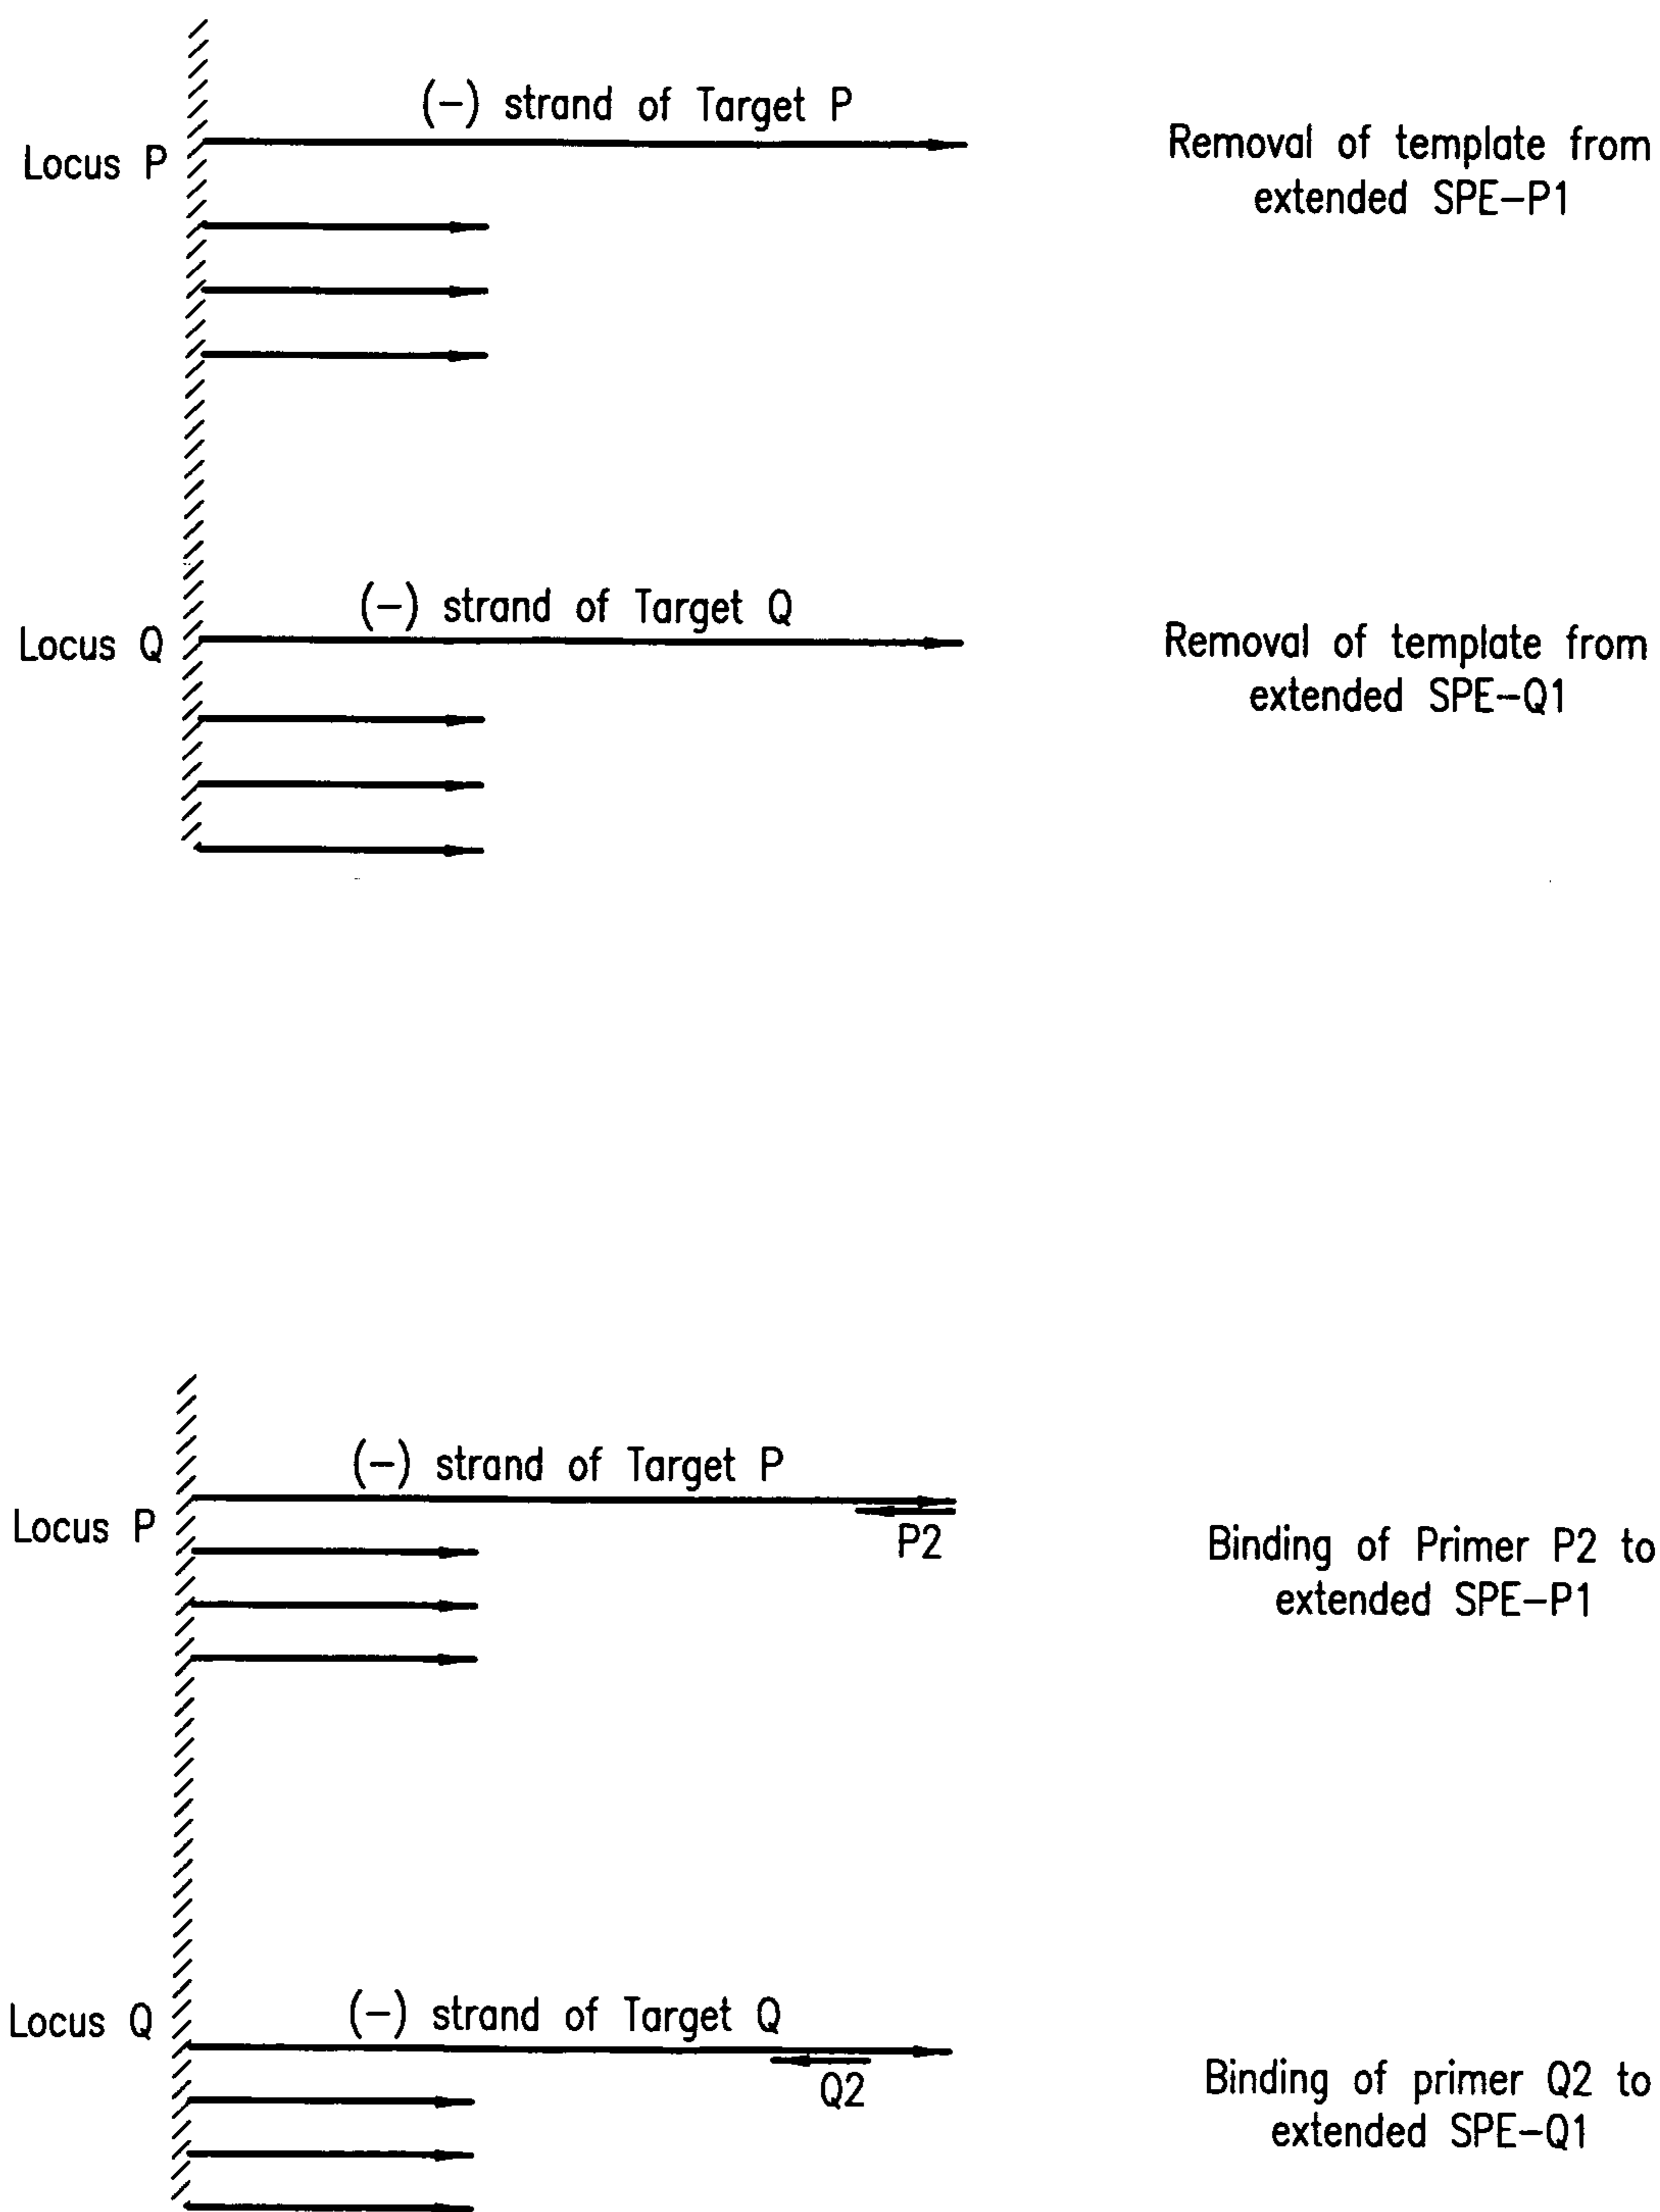 (-) strand of Target P
Locus P
Removal of template from
extended SPE-P1
(-) strand of Target Q
Locus Q
Removal of template from
extended SPE-Q1
(-) strand of Target P
Locus P
P2
Binding of Primer P2 to
extended SPE-P1
(-) strand of Target Q
Locus Q
Q2
Binding of primer Q2 to
extended SPE-Q1